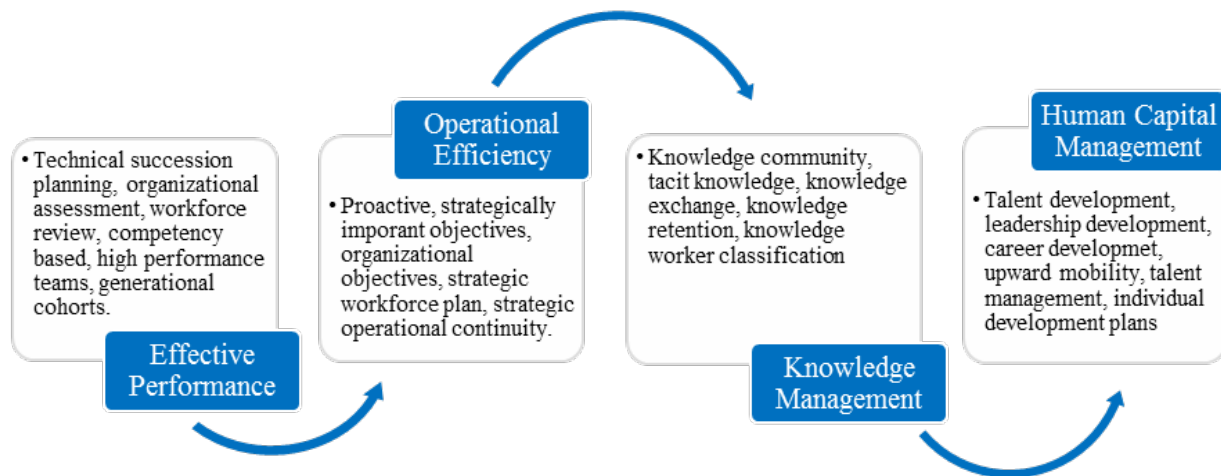 • Technical succession
planning, organizational
assessment, workforce
review, competency
based, high performance
teams, generational
cohorts.
Effective
Performance
Operational
Efficiency
• Proactive, strategically
imporant objectives,
organizational
objectives, strategic
workforce plan, strategic
operational continuity.
• Knowledge community,
tacit knowledge, knowledge
exchange, knowledge
retention, knowledge
worker classification
Knowledge
Management
Human Capital
Management
• Talent development,
leadership development,
career developmet,
upward mobility, talent
management, individual
development plans